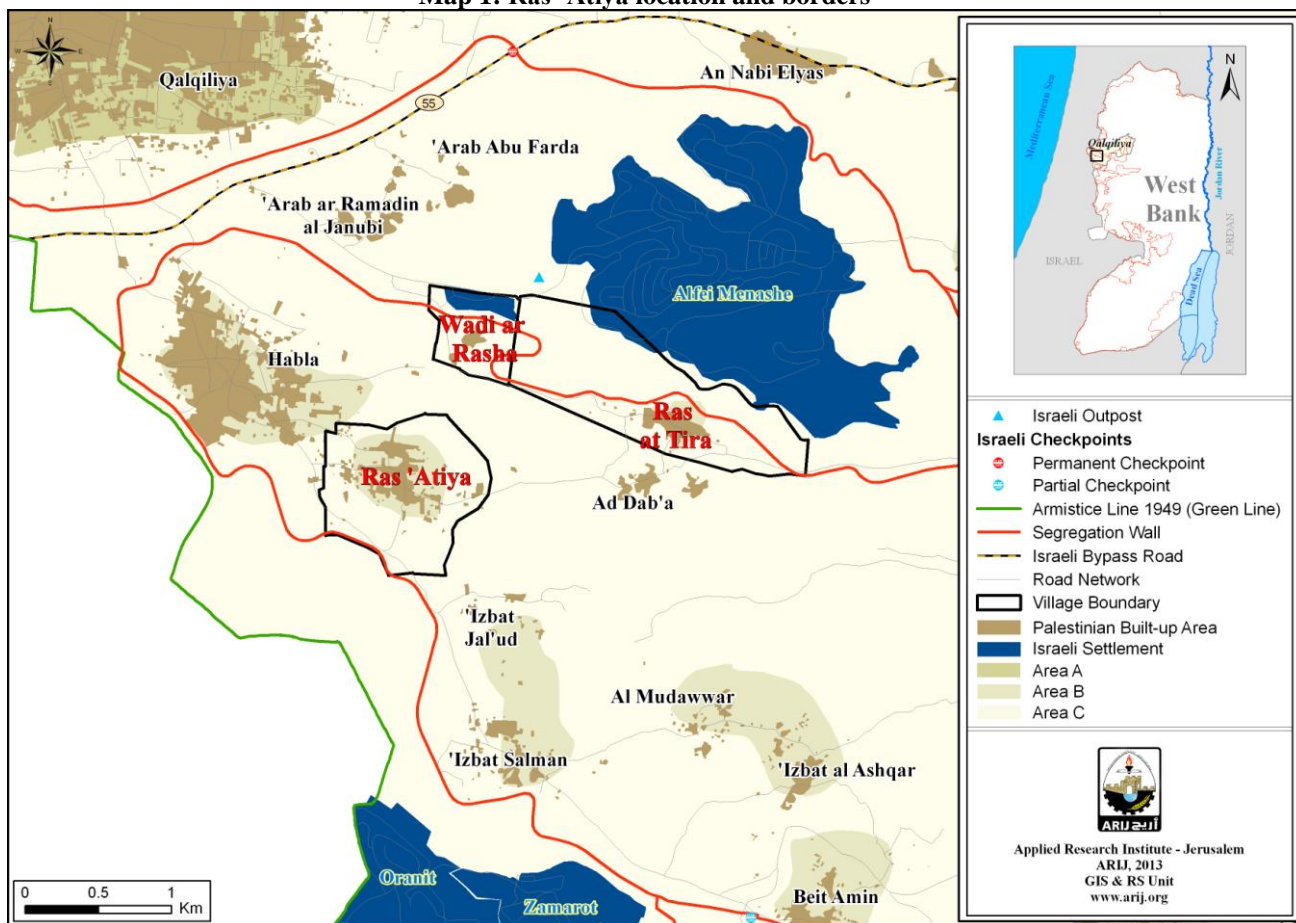 Map 1: Ras 'Atiya location and borders
Qalqiliya
An Nabi Elyas
55
'Arab Abu Farda
'Arab ar Ramadin
al Janubi
Alfei Menashe
Wadi ar
Rasha
Habla
Ras
at Tira
Ras 'Atiya
Ad Dab'a
'Izbat
Jal'ud
Al Mudawwar
'Izbat Salman
'Izbat al Ashqar
Oranit
Zamarot
Beit Amin
0 0.5 1
Km
N
E
S
W
N
Mediterranean Sea
Qalqiliya
West
Bank
Jordan River
JORDAN
ISRAEL
Dead Sea
Israeli Outpost
Israeli Checkpoints
Permanent Checkpoint
Partial Checkpoint
Armistice Line 1949 (Green Line)
Segregation Wall
Israeli Bypass Road
Road Network
Village Boundary
Palestinian Built-up Area
Israeli Settlement
Area A
Area B
Area C
ARIJ أريج
Applied Research Institute - Jerusalem
ARIJ, 2013
GIS & RS Unit
www.arij.org